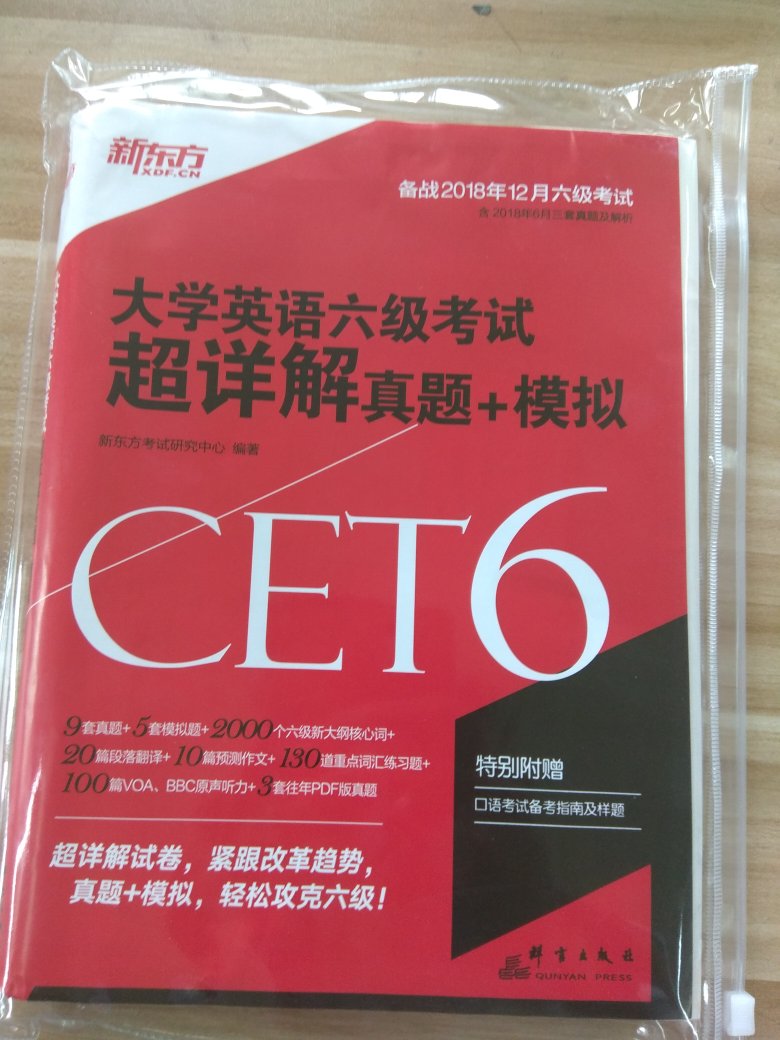 新东方
XDF.CN
备战2018年12月六级考试
含 2018年6月三套真题及解析
大学英语六级考试
超详解真题+模拟
新东方考试研究中心 编著
CET6
9套真题+5套模拟题+2000个六级新大纲核心词+
20篇段落翻译+10篇预测作文+130道重点词汇练习题+
100篇VOA、BBC原声听力+3套往年PDF版真题
特别附赠
口语考试备考指南及样题
超详解试卷，紧跟改革趋势，
真题+模拟，轻松攻克六级！
群言出版社
QUNYAN PRESS